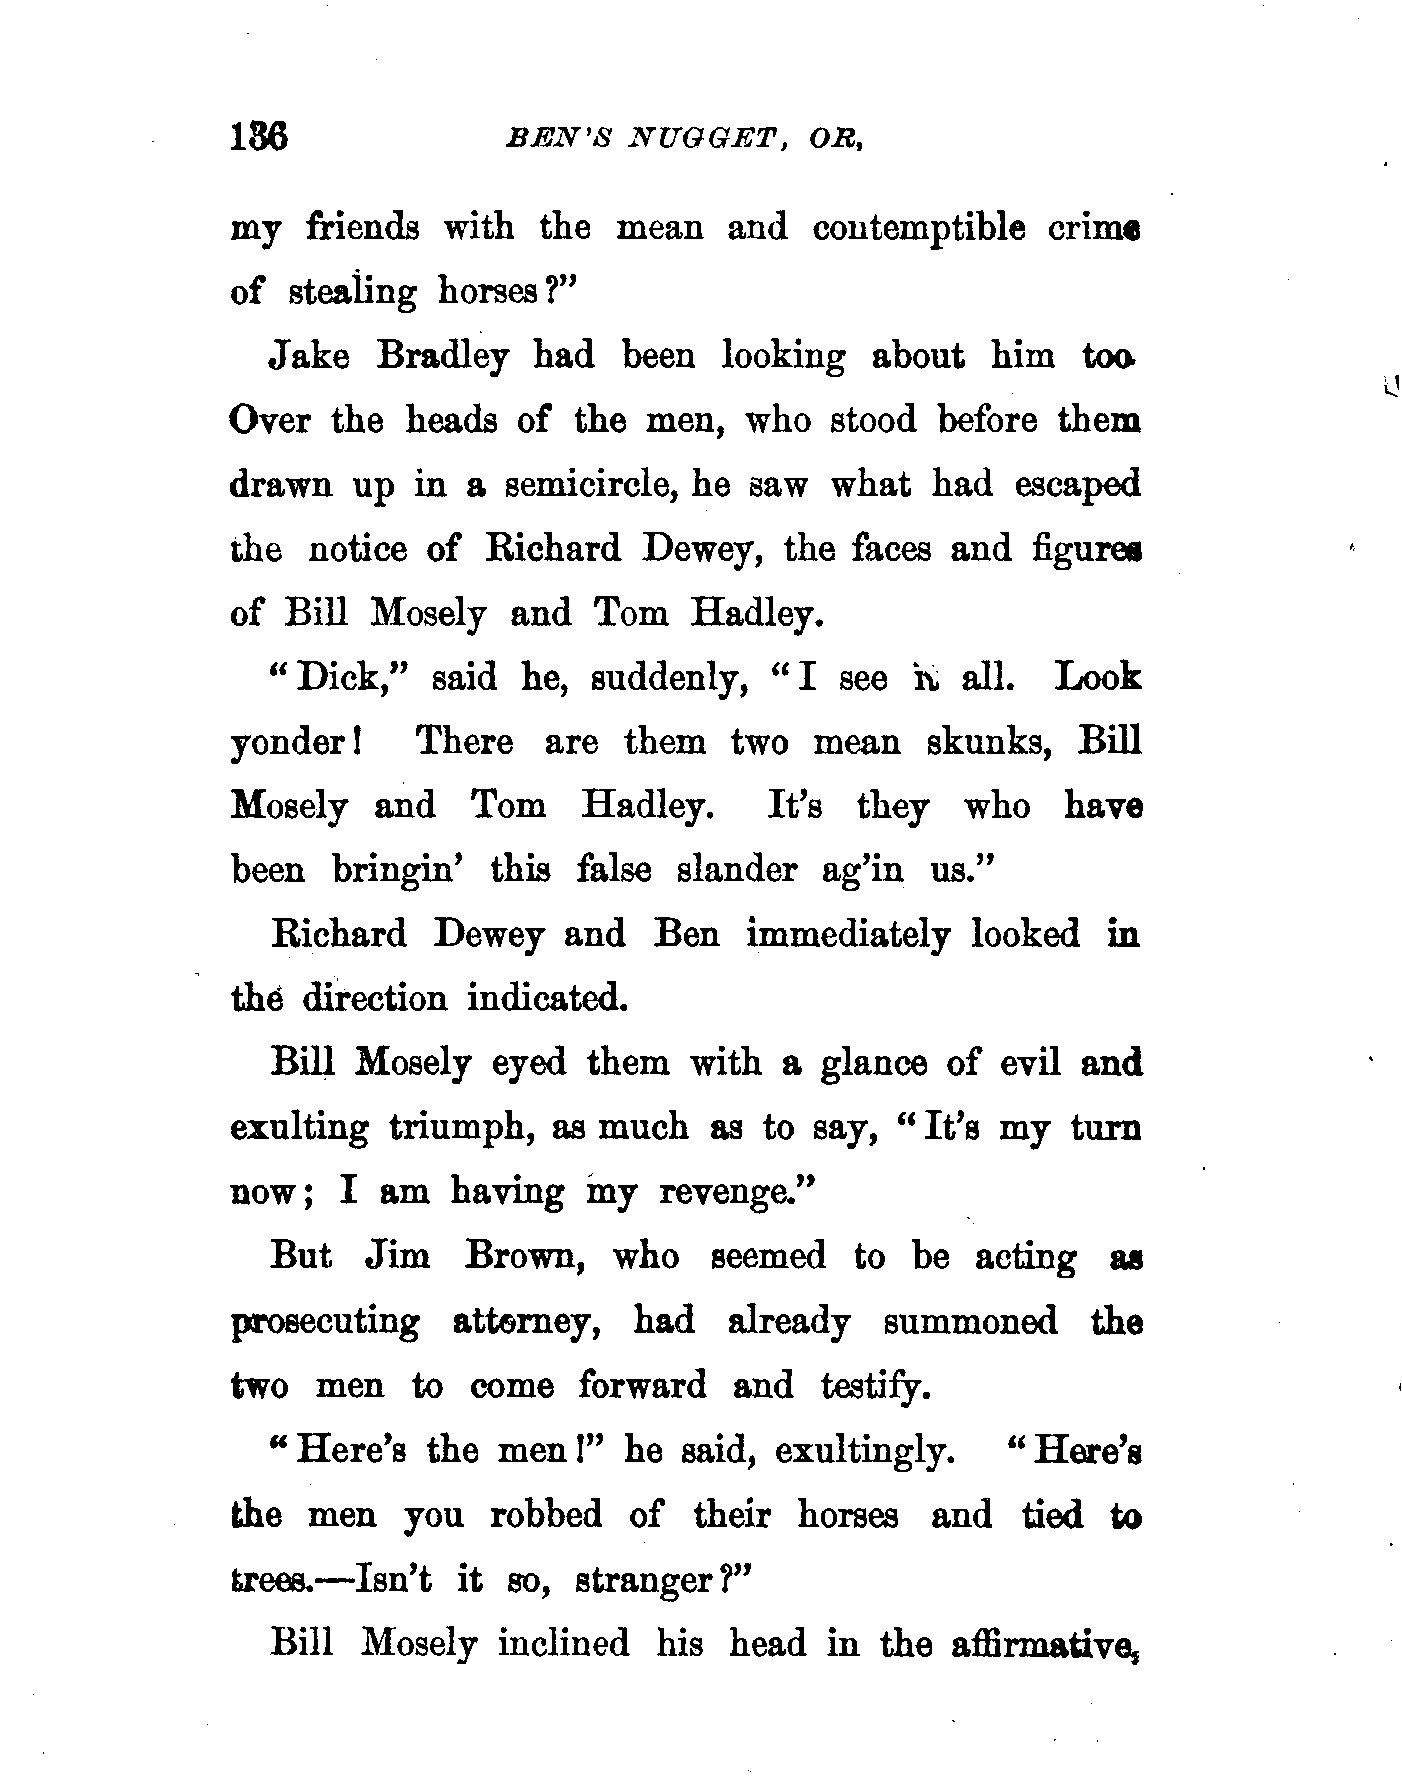 136 BEN'S NUGGET, OR,
my friends with the mean and contemptible crime
of stealing horses?"
Jake Bradley had been looking about him too.
Over the heads of the men, who stood before them
drawn up in a semicircle, he saw what had escaped
the notice of Richard Dewey, the faces and figures
of Bill Mosely and Tom Hadley.
"Dick," said he, suddenly, "I see it all. Look
yonder! There are them two mean skunks, Bill
Mosely and Tom Hadley. It's they who have
been bringin' this false slander ag'in us."
Richard Dewey and Ben immediately looked in
the direction indicated.
Bill Mosely eyed them with a glance of evil and
exulting triumph, as much as to say, "It's my turn
now; I am having my revenge."
But Jim Brown, who seemed to be acting as
prosecuting attorney, had already summoned the
two men to come forward and testify.
"Here's the men!" he said, exultingly. "Here's
the men you robbed of their horses and tied to
trees.—Isn't it so, stranger?"
Bill Mosely inclined his head in the affirmative,